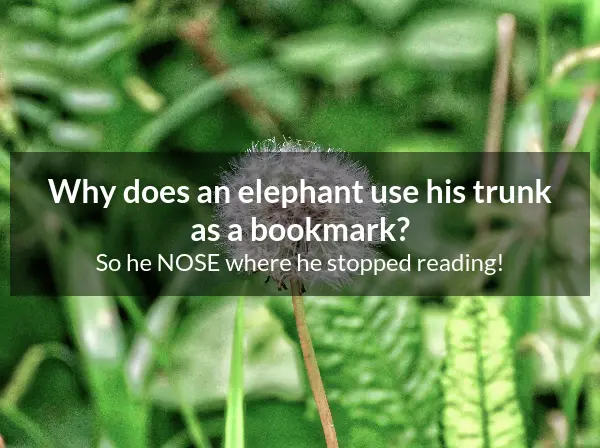 Why does an elephant use his trunk
as a bookmark?
So he NOSE where he stopped reading!